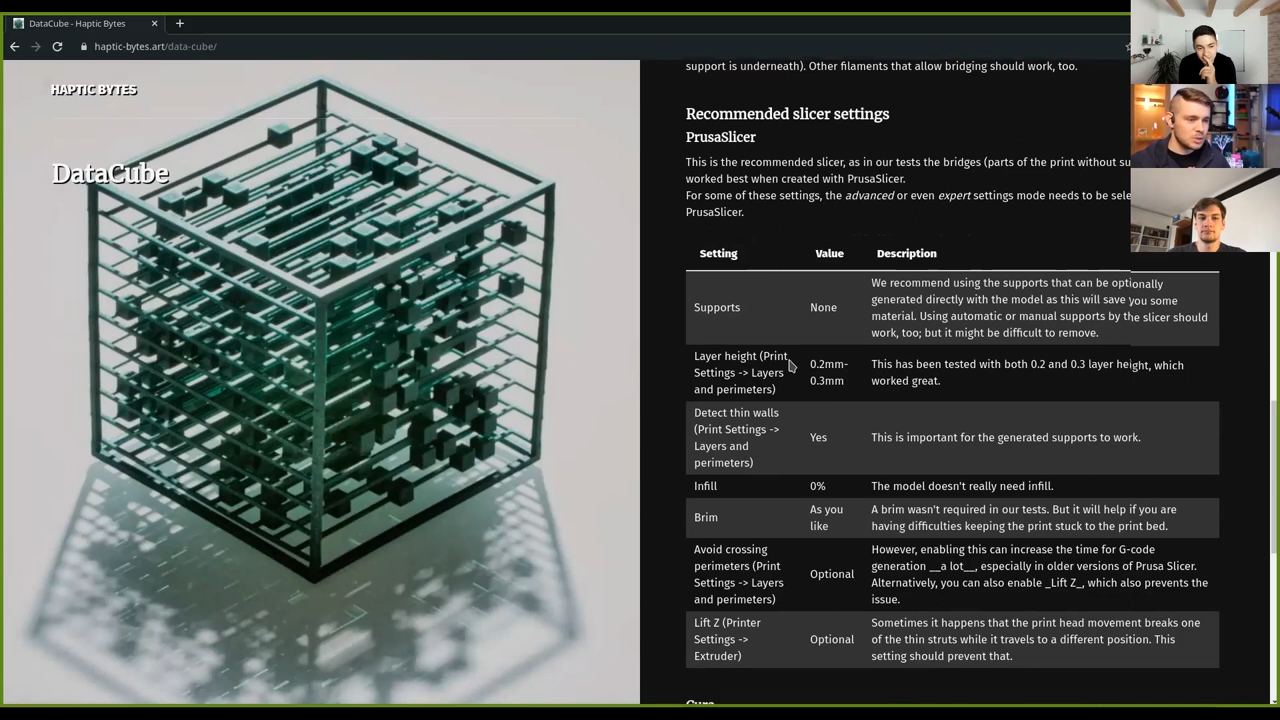 DataCube - Haptic Bytes
haptic-bytes.art/data-cube/
HAPTIC BYTES
DataCube
support is underneath). Other filaments that allow bridging should work, too.
Recommended slicer settings
PrusaSlicer
This is the recommended slicer, as in our tests the bridges (parts of the print without su
worked best when created with PrusaSlicer.
For some of these settings, the advanced or even expert settings mode needs to be sele
PrusaSlicer.
Setting Value Description
Supports None We recommend using the supports that can be optionally
generated directly with the model as this will save you some
material. Using automatic or manual supports by the slicer should
work, too; but it might be difficult to remove.
Layer height (Print
Settings -> Layers
and perimeters)
0.2mm-
0.3mm
This has been tested with both 0.2 and 0.3 layer height, which
worked great.
Detect thin walls
(Print Settings ->
Layers and
perimeters)
Yes
This is important for the generated supports to work.
Infill 0% The model doesn't really need infill.
Brim
As you
like
A brim wasn't required in our tests. But it will help if you are
having difficulties keeping the print stuck to the print bed.
Avoid crossing
perimeters (Print
Settings -> Layers
and perimeters)
Optional
However, enabling this can increase the time for G-code
generation __a lot__, especially in older versions of Prusa Slicer.
Alternatively, you can also enable _Lift Z_, which also prevents the
issue.
Lift Z (Printer
Settings ->
Extruder)
Optional
Sometimes it happens that the print head movement breaks one
of the thin struts while it travels to a different position. This
setting should prevent that.